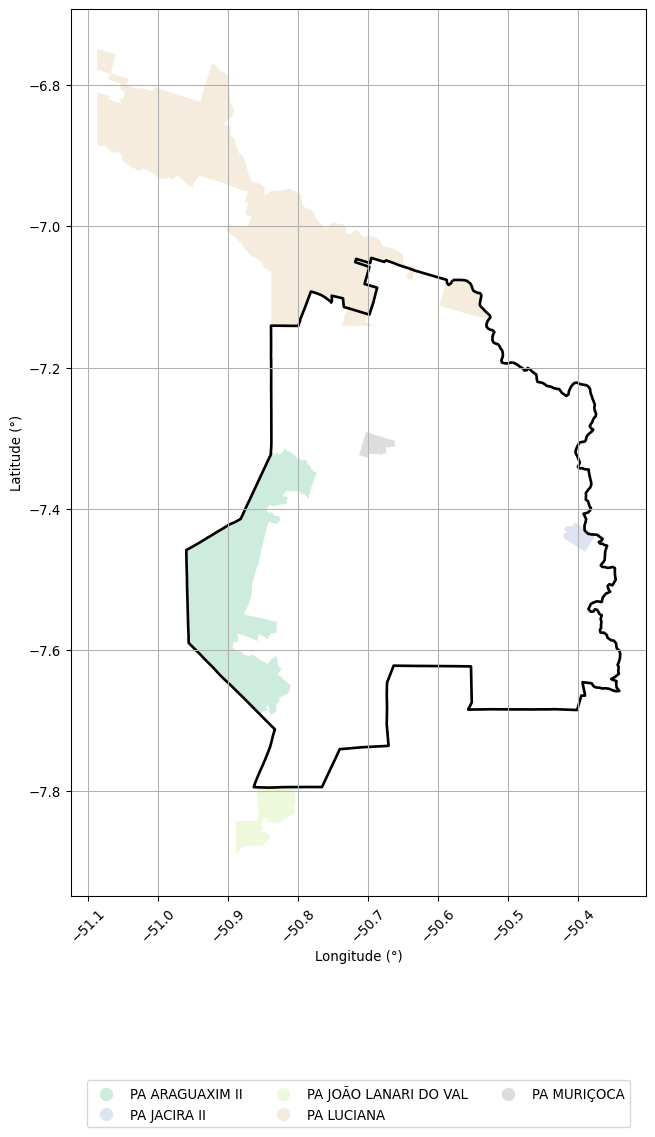 −6.8
−7.0
−7.2
−7.4
−7.6
−7.8
Latitude (°)
−51.1
−51.0
−50.9
−50.8
−50.7
−50.6
−50.5
−50.4
Longitude (°)
PA ARAGUAXIM II
PA JOÃO LANARI DO VAL
PA MURIÇOCA
PA JACIRA II
PA LUCIANA